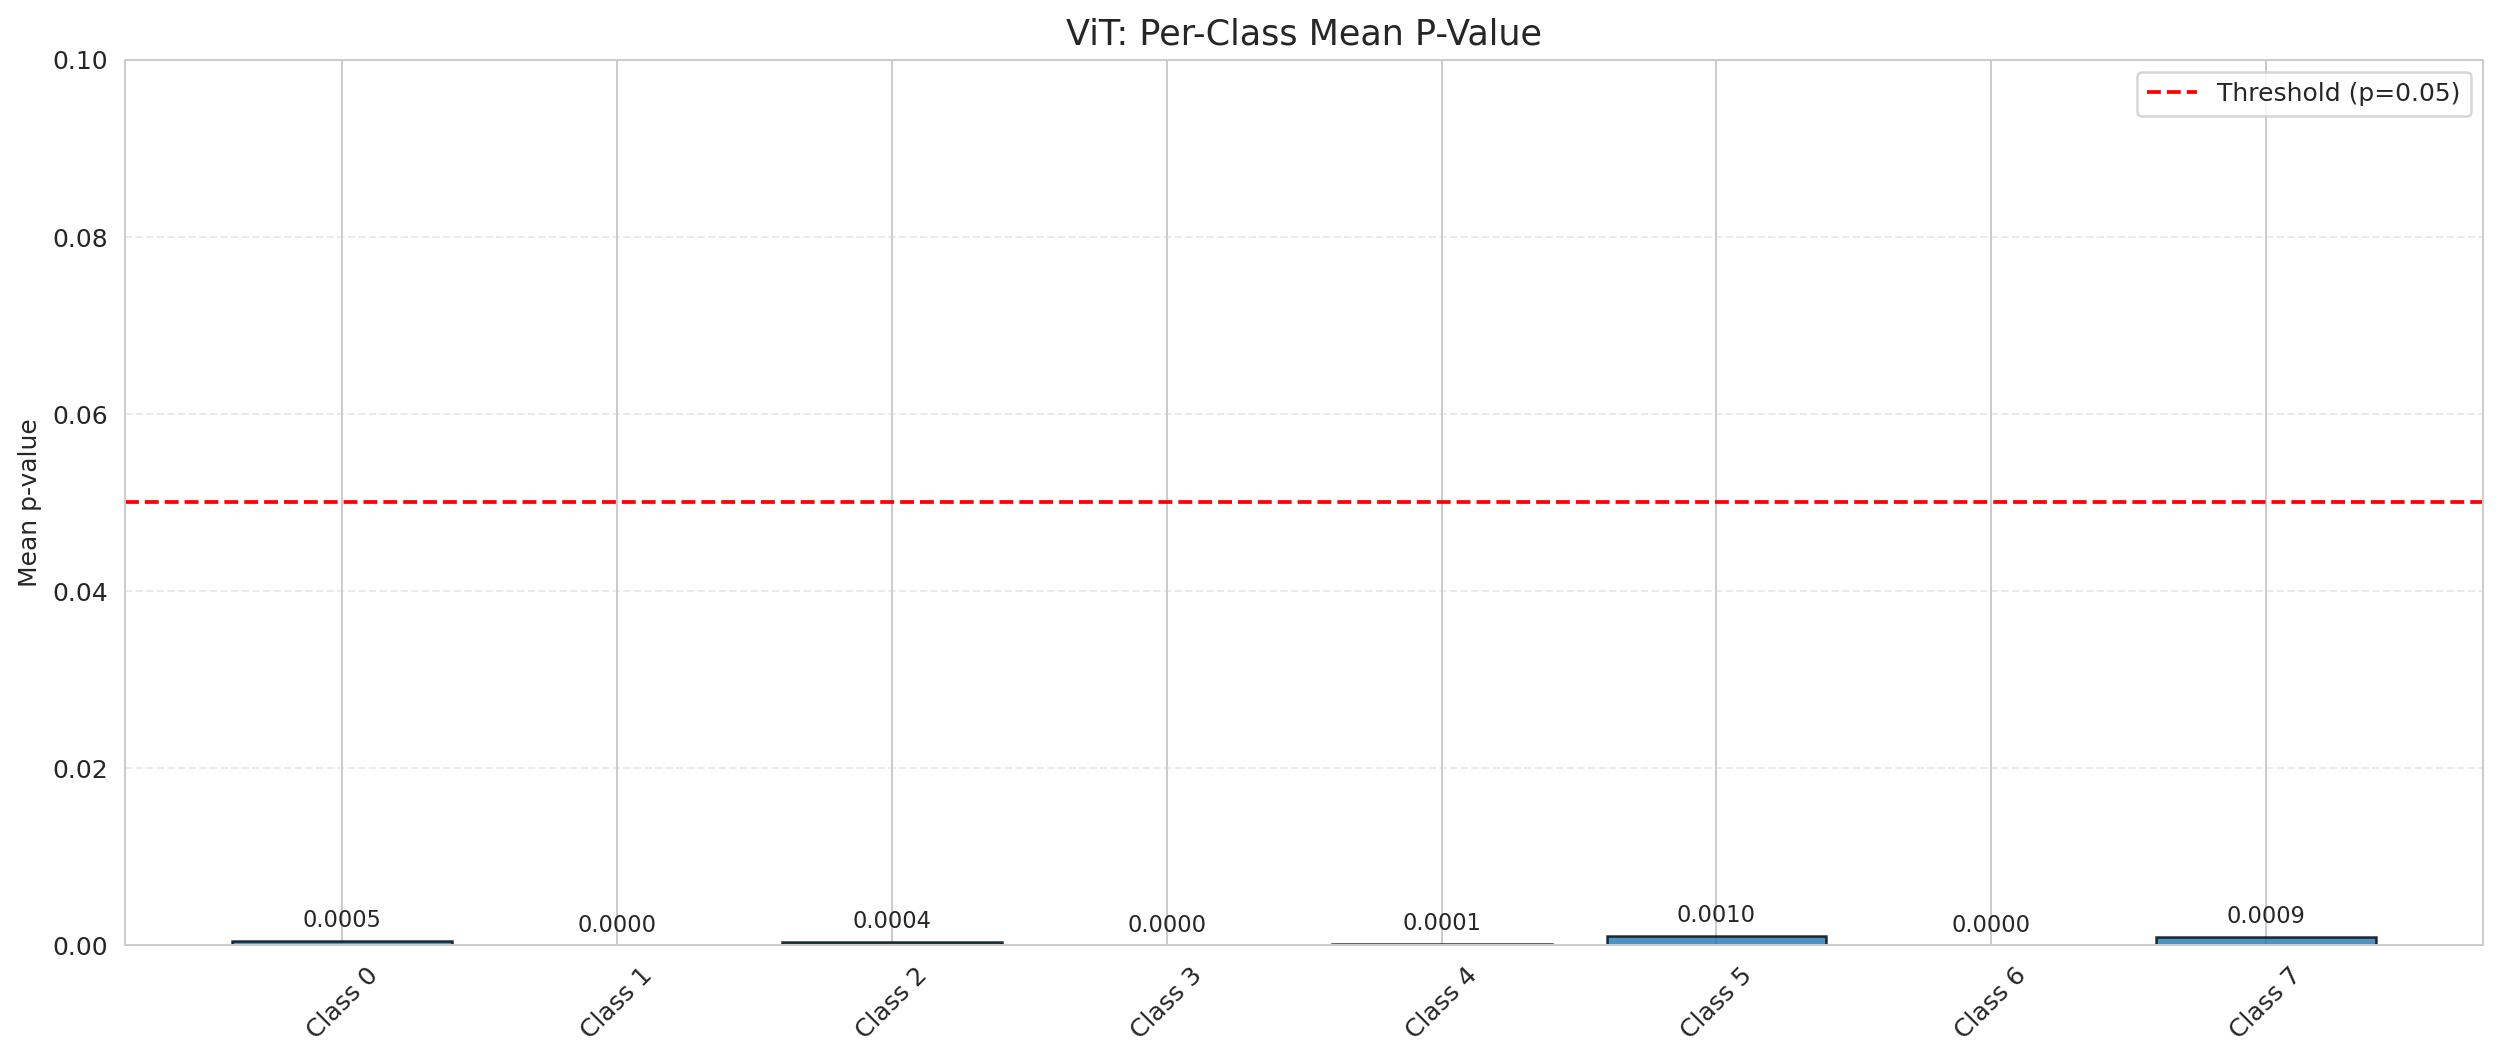 ViT: Per-Class Mean P-Value
Threshold (p=0.05)
Mean p-value
0.10
0.08
0.06
0.04
0.02
0.00
0.0005
0.0000
0.0004
0.0000
0.0001
0.0010
0.0000
0.0009
Class 0
Class 1
Class 2
Class 3
Class 4
Class 5
Class 6
Class 7